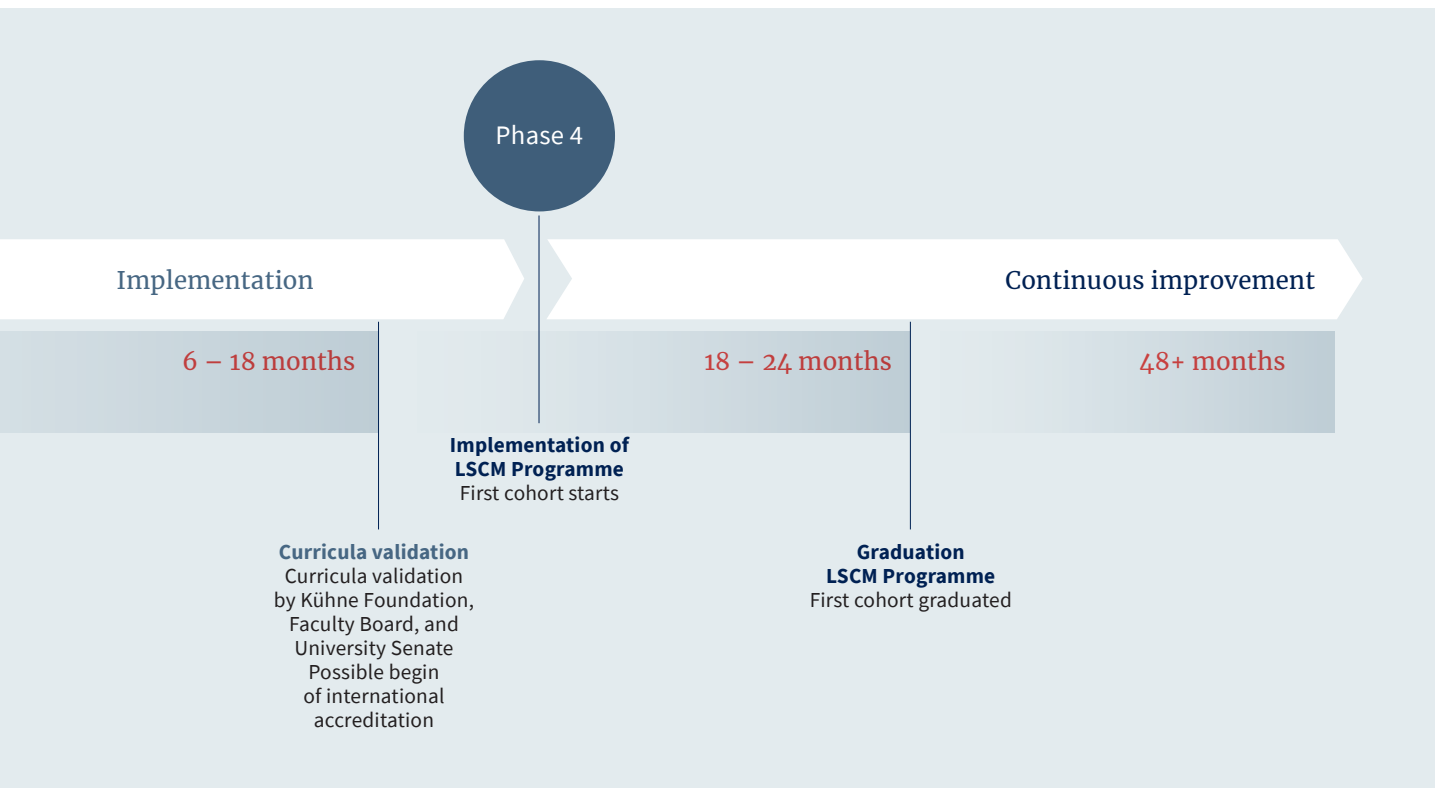 Phase 4
Implementation
Continuous improvement
6 – 18 months
18 – 24 months
48+ months
Implementation of
LSCM Programme
First cohort starts
Curricula validation
Curricula validation
by Kühne Foundation,
Faculty Board, and
University Senate
Possible begin
of international
accreditation
Graduation
LSCM Programme
First cohort graduated